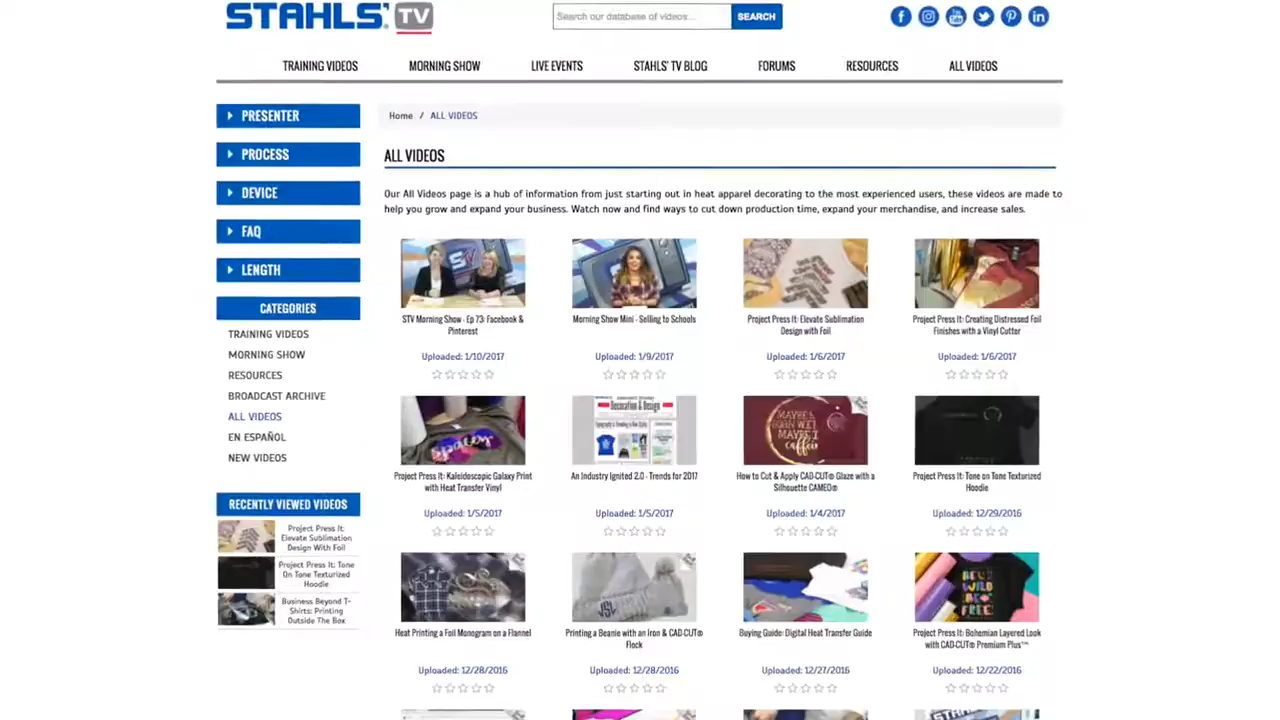 STAHLS' TV
Search our database of videos...
SEARCH
TRAINING VIDEOS
MORNING SHOW
LIVE EVENTS
STAHLS' TV BLOG
FORUMS
RESOURCES
ALL VIDEOS
PRESENTER
PROCESS
DEVICE
FAQ
LENGTH
CATEGORIES
TRAINING VIDEOS
MORNING SHOW
RESOURCES
BROADCAST ARCHIVE
ALL VIDEOS
EN ESPAÑOL
NEW VIDEOS
RECENTLY VIEWED VIDEOS
Project Press It:
Elevate Sublimation
Design With Foil
Project Press It: Tone
On Tone Texturized
Hoodie
Business Beyond T-
Shirts: Printing
Outside The Box
Home / ALL VIDEOS
ALL VIDEOS
Our All Videos page is a hub of information from just starting out in heat apparel decorating to the most experienced users, these videos are made to
help you grow and expand your business. Watch now and find ways to cut down production time, expand your merchandise, and increase sales.
STV Morning Show - Ep 73: Facebook &
Pinterest
Uploaded: 1/10/2017
Morning Show Mini - Selling to Schools
Uploaded: 1/9/2017
Project Press It: Elevate Sublimation
Design with Foil
Uploaded: 1/6/2017
Project Press It: Creating Distressed Foil
Finishes with a Vinyl Cutter
Uploaded: 1/6/2017
Project Press It: Kaleidoscopic Galaxy Print
with Heat Transfer Vinyl
Uploaded: 1/5/2017
Decoration & Design
An Industry Ignited 2.0 - Trends for 2017
Uploaded: 1/5/2017
How to Cut & Apply CAD-CUT® Glaze with a
Silhouette CAMEO®
Uploaded: 1/4/2017
Project Press It: Tone on Tone Texturized
Hoodie
Uploaded: 12/29/2016
Heat Printing a Foil Monogram on a Flannel
Uploaded: 12/28/2016
Printing a Beanie with an Iron & CAD-CUT®
Flock
Uploaded: 12/28/2016
Buying Guide: Digital Heat Transfer Guide
Uploaded: 12/27/2016
Project Press It: Bohemian Layered Look
with CAD-CUT® Premium Plus™
Uploaded: 12/22/2016